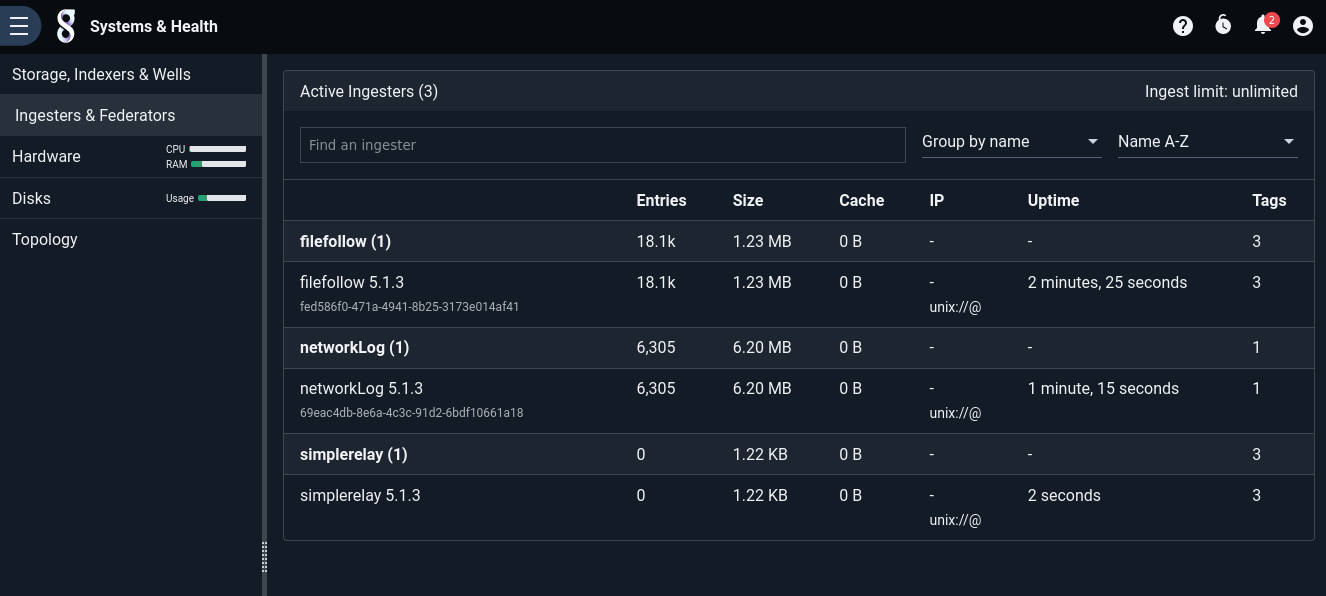 Systems & Health
2
Storage, Indexers & Wells
Ingesters & Federators
Hardware
CPU
RAM
Disks
Usage
Topology
Active Ingesters (3)
Ingest limit: unlimited
Find an ingester
Group by name
Name A-Z
Entries Size Cache IP Uptime Tags
filefollow (1) 18.1k 1.23 MB 0 B - - 3
filefollow 5.1.3 18.1k 1.23 MB 0 B - 2 minutes, 25 seconds 3
fed586f0-471a-4941-8b25-3173e014af41 unix://@
networkLog (1) 6,305 6.20 MB 0 B - - 1
networkLog 5.1.3 6,305 6.20 MB 0 B - 1 minute, 15 seconds 1
69eac4db-8e6a-4c3c-91d2-6bdf10661a18 unix://@
simplerelay (1) 0 1.22 KB 0 B - - 3
simplerelay 5.1.3 0 1.22 KB 0 B - 2 seconds 3
unix://@